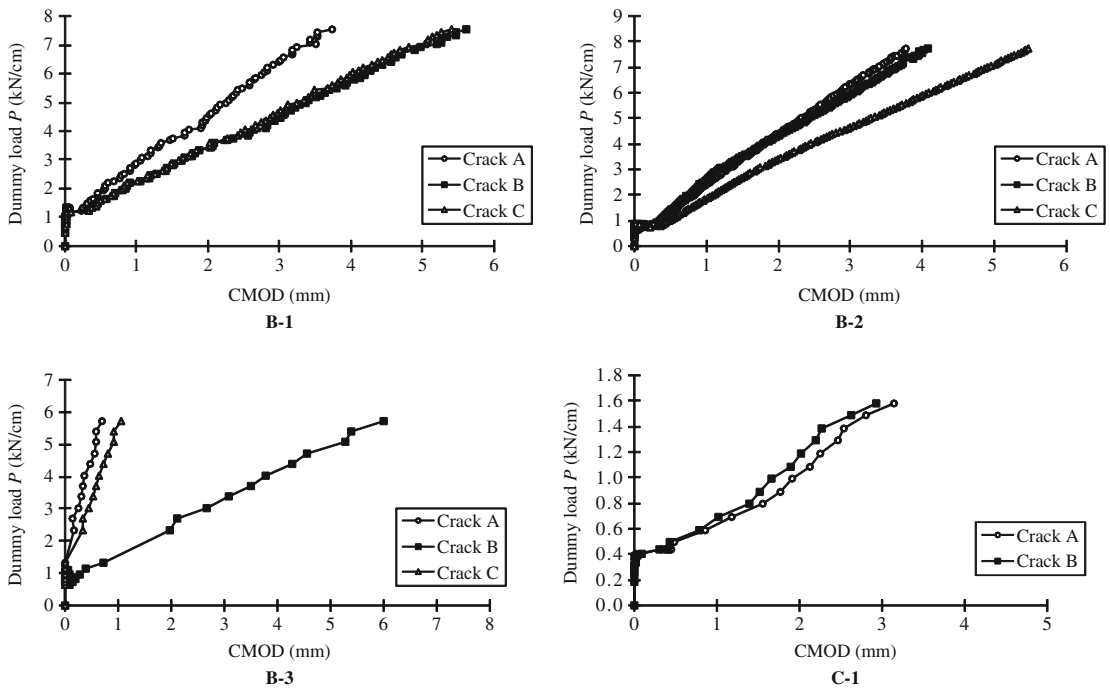 8
7
6
5
4
3
2
1
0
Dummy load P (kN/cm)
Crack A
Crack B
Crack C
0 1 2 3 4 5 6
CMOD (mm)
B-1
9
8
7
6
5
4
3
2
1
0
Dummy load P (kN/cm)
Crack A
Crack B
Crack C
0 1 2 3 4 5 6
CMOD (mm)
B-2
7
6
5
4
3
2
1
0
Dummy load P (kN/cm)
Crack A
Crack B
Crack C
0 1 2 3 4 5 6 7 8
CMOD (mm)
B-3
1.8
1.6
1.4
1.2
1.0
0.8
0.6
0.4
0.2
0.0
Dummy load P (kN/cm)
Crack A
Crack B
0 1 2 3 4 5
CMOD (mm)
C-1